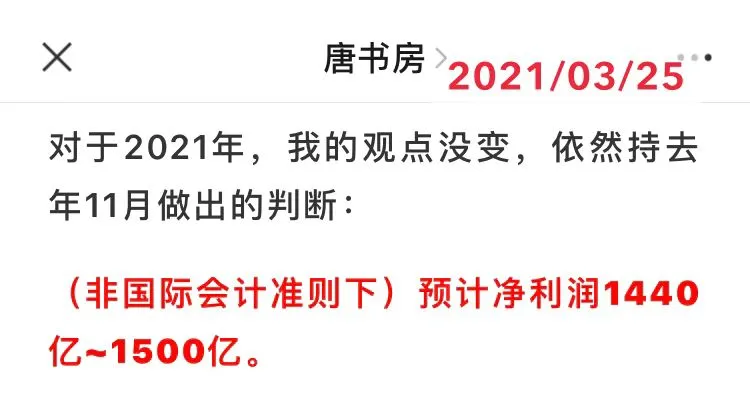 唐书房
2021/03/25
对于2021年，我的观点没变，依然持去
年11月做出的判断：
（非国际会计准则下）预计净利润1440
亿~1500亿。